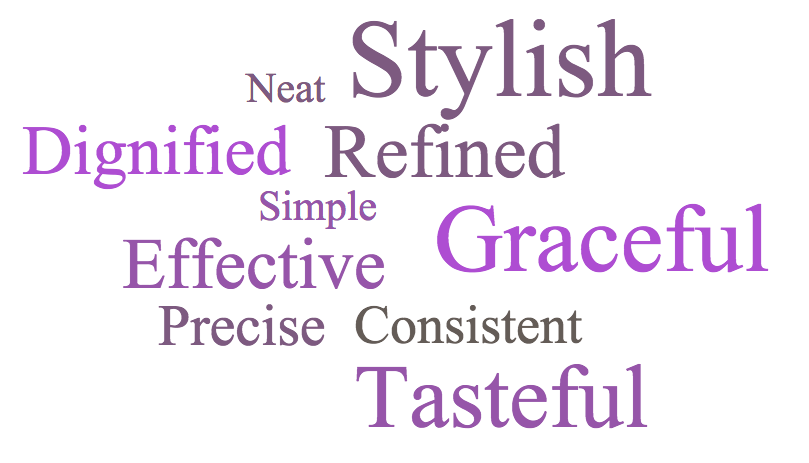 Stylish
Neat
Dignified Refined
Simple
Graceful
Effective
Precise Consistent
Tasteful